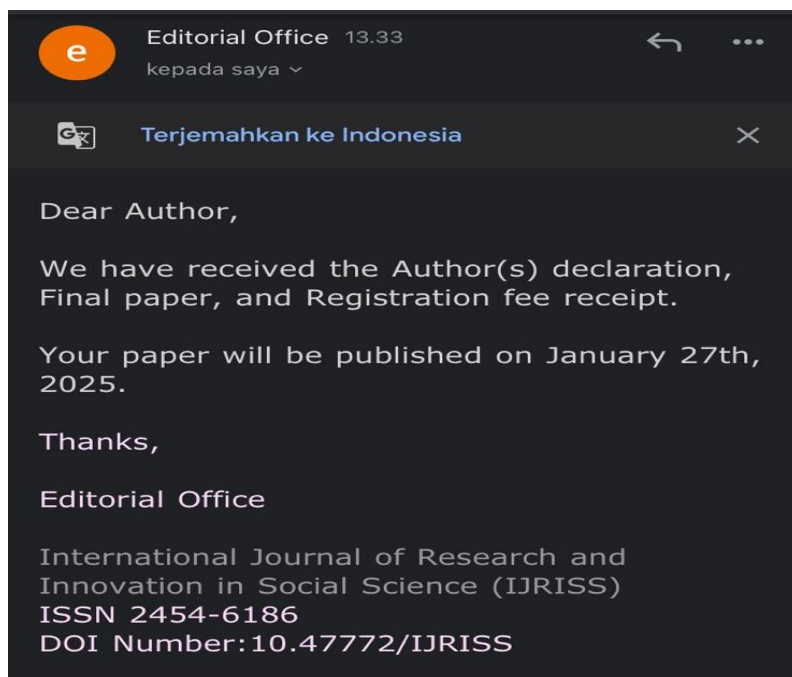 e
Editorial Office 13.33
kepada saya
Terjemahkan ke Indonesia
Dear Author,
We have received the Author(s) declaration,
Final paper, and Registration fee receipt.
Your paper will be published on January 27th,
2025.
Thanks,
Editorial Office
International Journal of Research and
Innovation in Social Science (IJRISS)
ISSN 2454-6186
DOI Number:10.47772/IJRISS